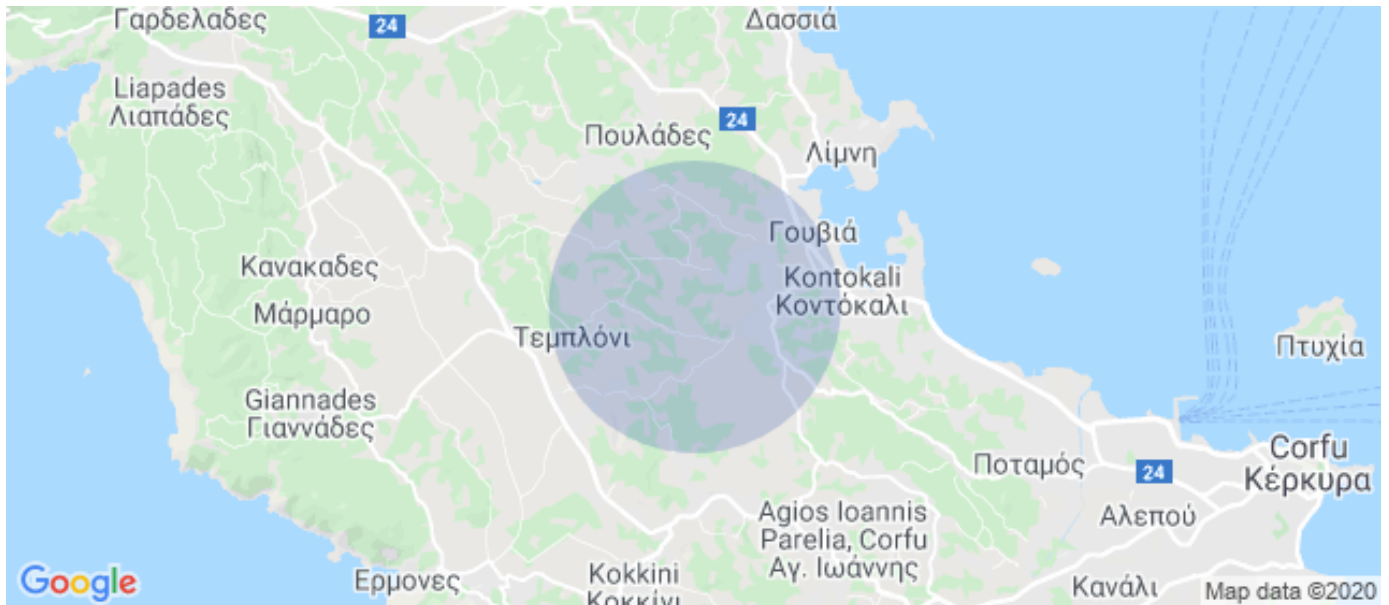 Γαρδελαδες
24
Δασσιά
Liapades
Λιαπάδες
24
Πουλάδες
Λίμνη
Γουβιά
Κανακαδες
Kontokali
Κοντόκαλι
Μάρμαρο
Τεμπλόνι
Πτυχία
Giannades
Γιαννάδες
Ποταμός
24
Corfu
Κέρκυρα
Αλεπού
Agios Ioannis
Parelia, Corfu
Αγ. Ιωάννης
Ερμονες
Kokkini
Κοκκίνι
Κανάλι
Google
Map data ©2020